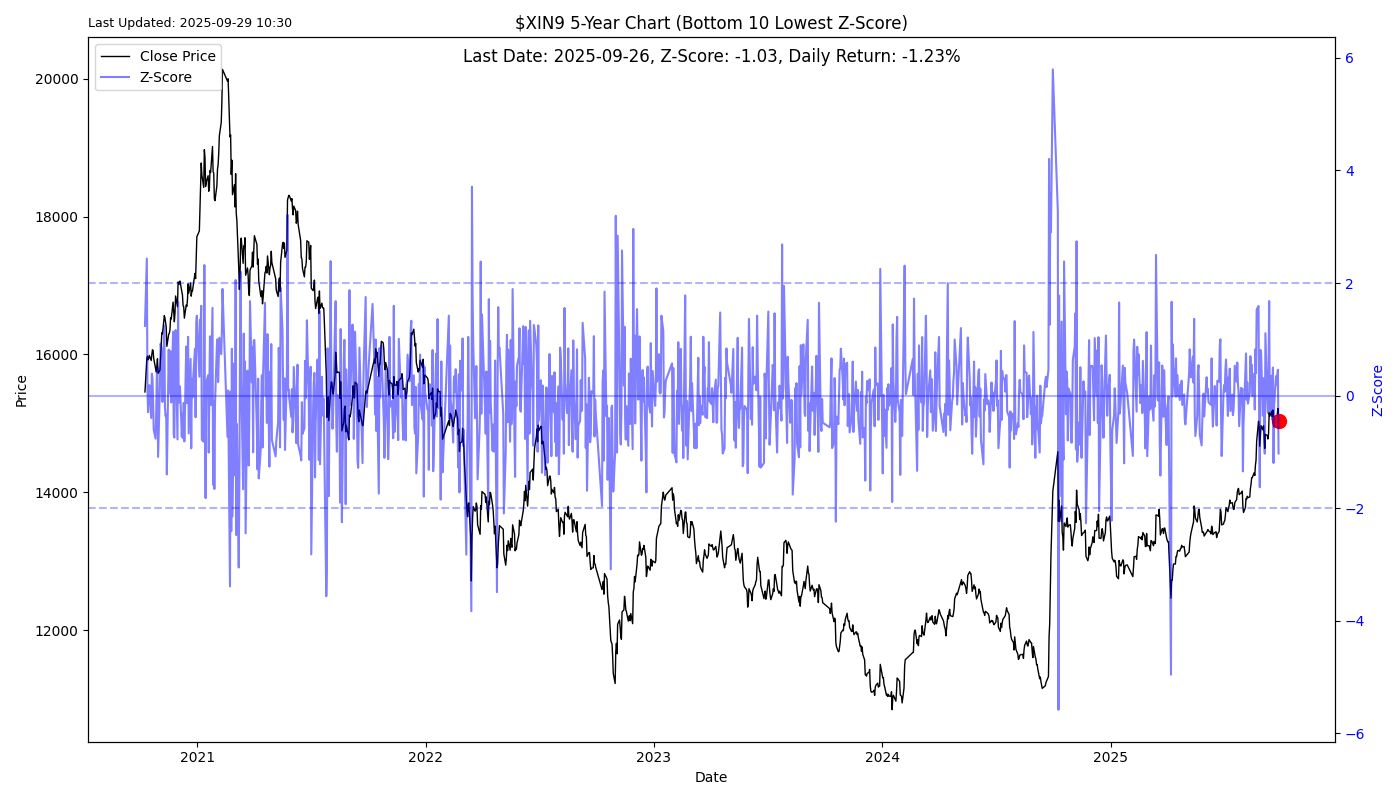 Last Updated: 2025-09-29 10:30
$XIN9 5-Year Chart (Bottom 10 Lowest Z-Score)
Last Date: 2025-09-26, Z-Score: -1.03, Daily Return: -1.23%
Close Price
Z-Score
20000
18000
16000
14000
12000
Price
6
4
2
0
−2
−4
−6
Z-Score
2021
2022
2023
2024
2025
Date